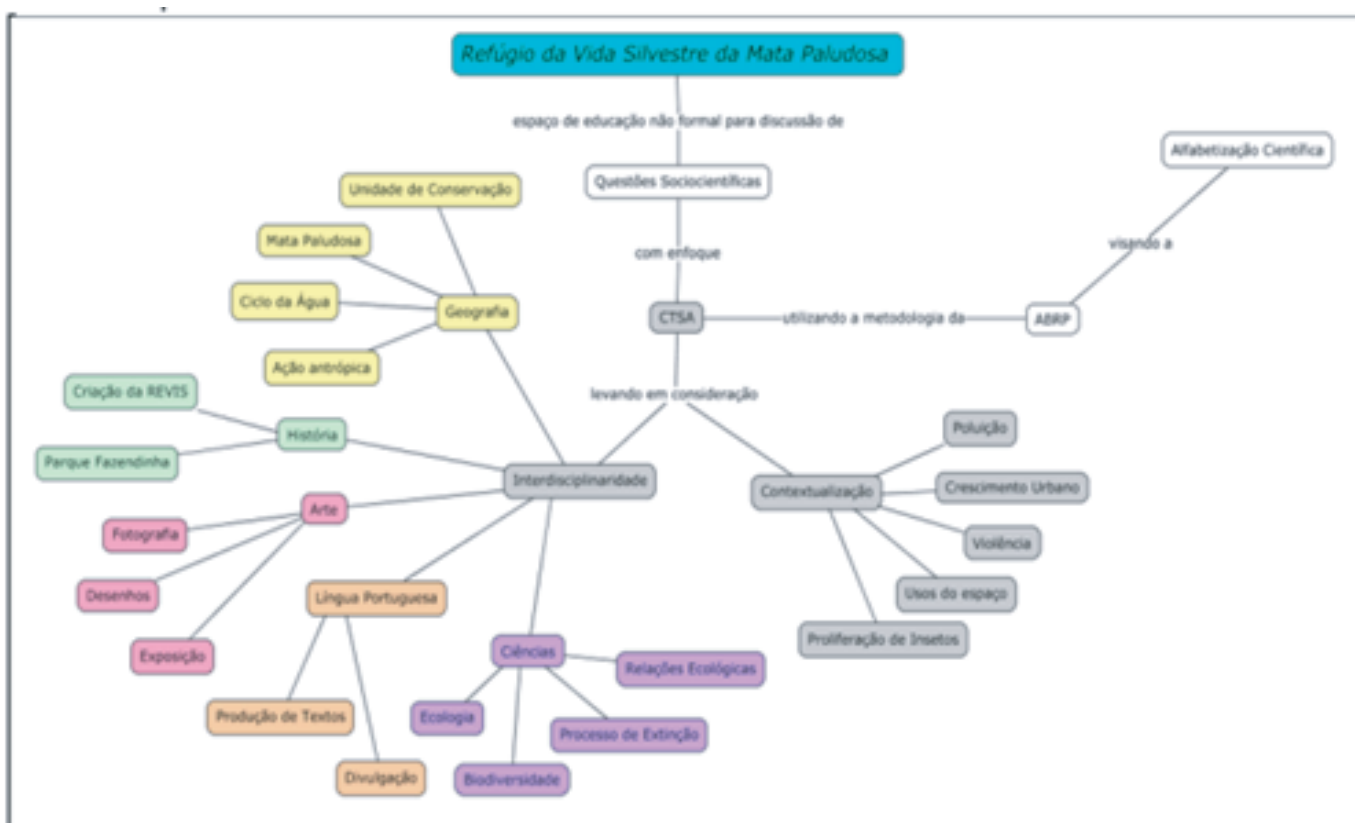 Refúgio da Vida Silvestre da Mata Paludosa
espaço de educação não formal para discussão de
Alfabetização Científica
Questões Sociocientíficas
Unidade de Conservação
Mata Paludosa
com enfoque
visando a
Ciclo da Água
Geografia
CTSA
utilizando a metodologia da
ABRP
Ação antrópica
Criação da REVIS
levando em consideração
História
Poluição
Parque Fazendinha
Interdisciplinaridade
Contextualização
Crescimento Urbano
Arte
Fotografia
Violência
Desenhos
Língua Portuguesa
Usos do espaço
Exposição
Ciências
Proliferação de Insetos
Relações Ecológicas
Produção de Textos
Ecologia
Processo de Extinção
Divulgação
Biodiversidade